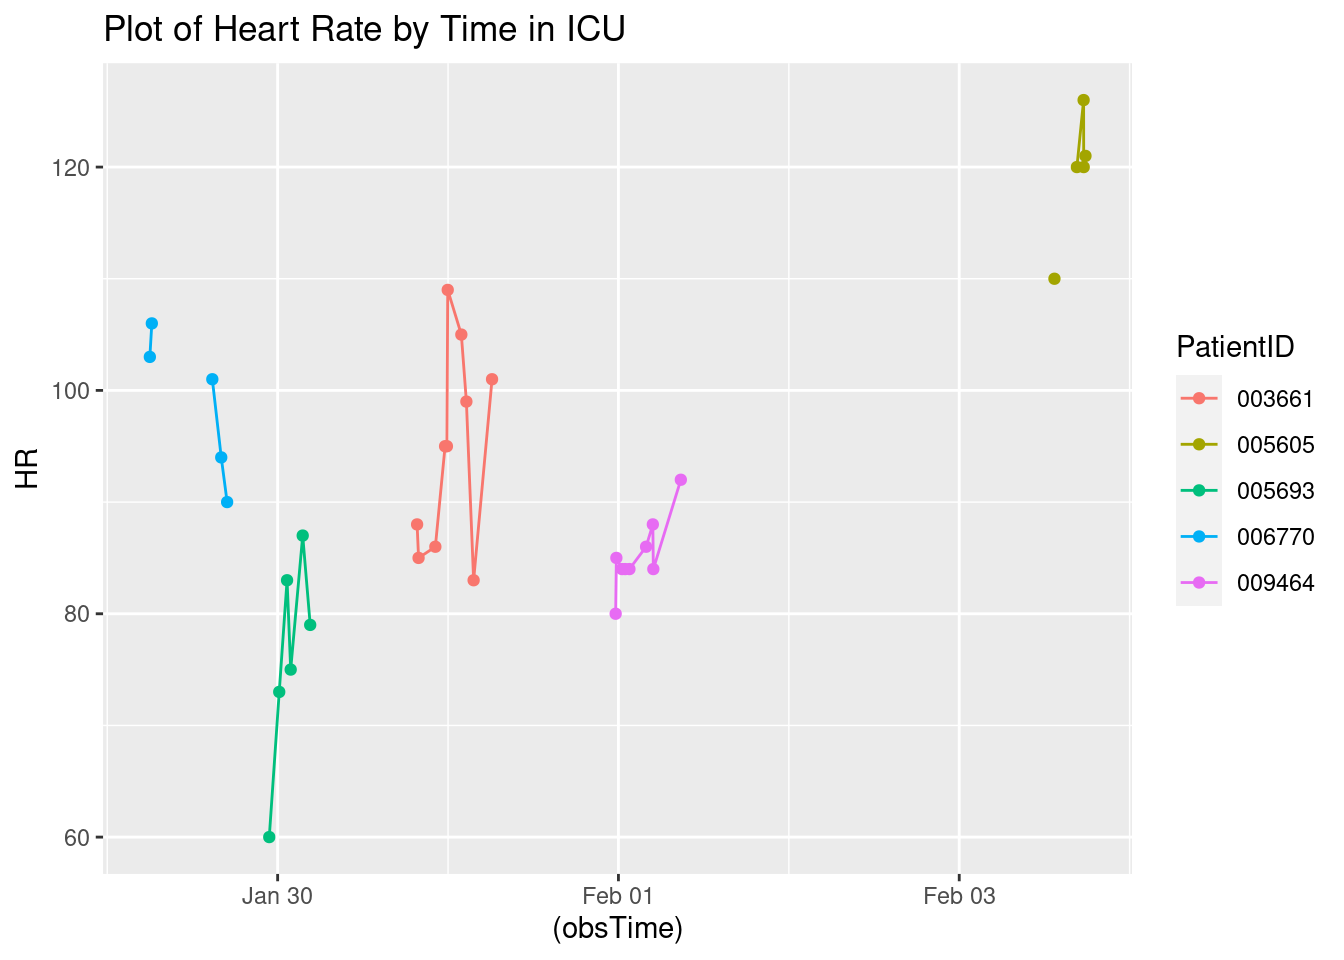 Plot of Heart Rate by Time in ICU
HR
120
100
80
60
Jan 30
Feb 01
Feb 03
(obsTime)
PatientID
003661
005605
005693
006770
009464